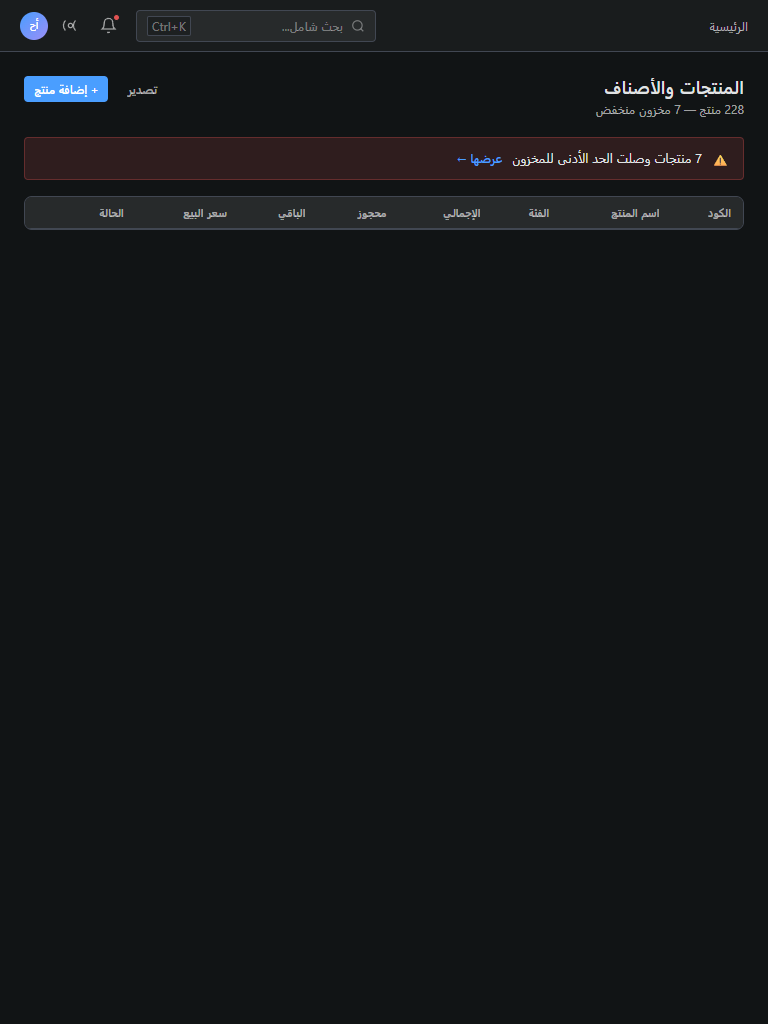 الرئيسية
بحث شامل...
Ctrl+K
أح
المنتجات والأصناف
228 منتج — 7 مخزون منخفض
تصدير
+ إضافة منتج
7 منتجات وصلت الحد الأدنى للمخزون عرضها ←
الكود اسم المنتج الفئة الإجمالي محجوز الباقي سعر البيع الحالة